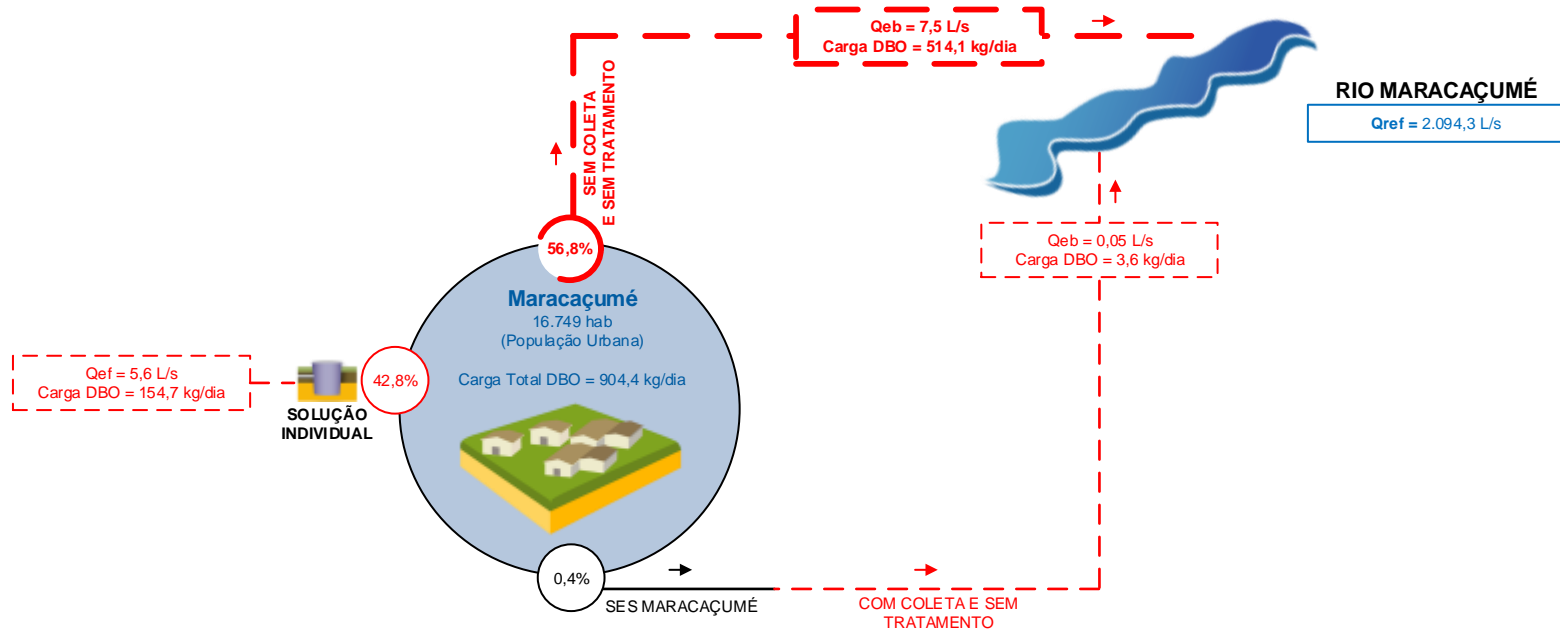 Qeb = 7,5 L/s
Carga DBO = 514,1 kg/dia
RIO MARACAÇUMÉ
Qref = 2.094,3 L/s
SEM COLETA
E SEM TRATAMENTO
Qeb = 0,05 L/s
Carga DBO = 3,6 kg/dia
56,8%
Maracaçumé
16.749 hab
(População Urbana)
Carga Total DBO = 904,4 kg/dia
Qef = 5,6 L/s
Carga DBO = 154,7 kg/dia
42,8%
SOLUÇÃO
INDIVIDUAL
0,4%
SES MARACAÇUMÉ
COM COLETA E SEM
TRATAMENTO